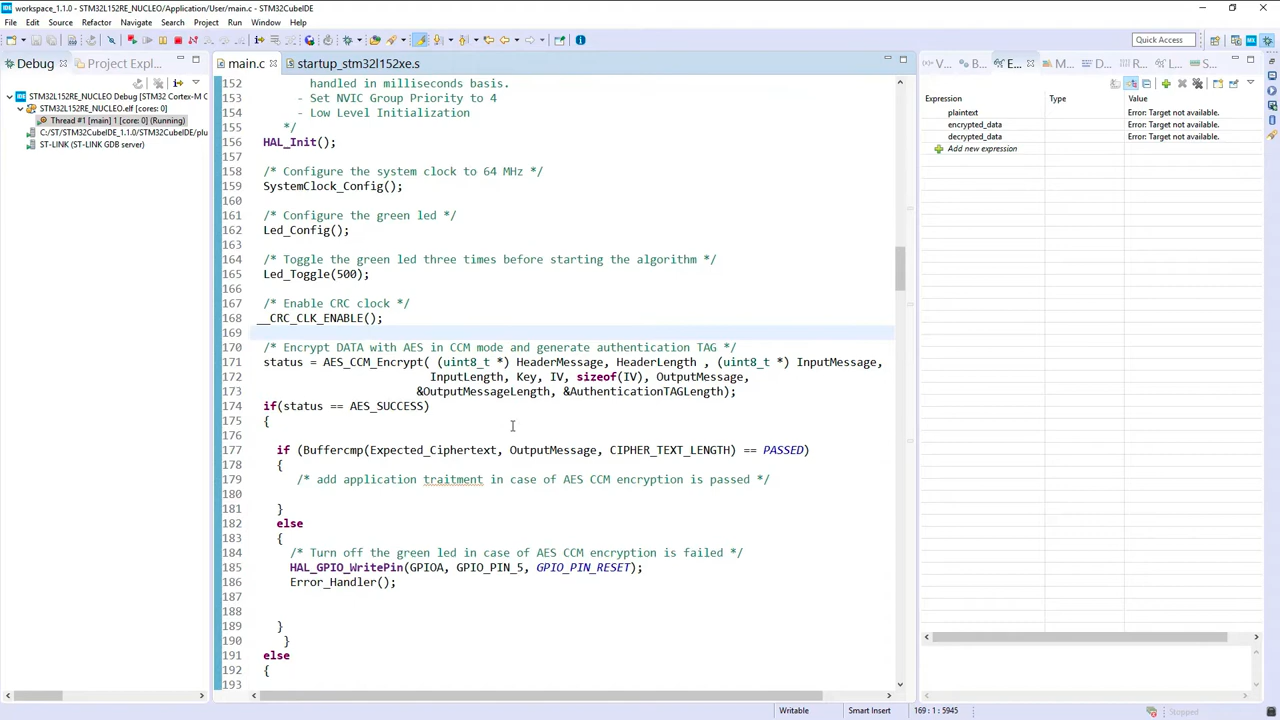 workspace_1.1.0 - STM32L152RE_NUCLEO/Application/User/main.c - STM32CubeIDE
File Edit Source Refactor Navigate Search Project Run Window Help
Quick Access
Debug
Project Explo...
main.c
startup_stm32l152xe.s
V...
B...
E...
M...
D...
R...
L...
S...
STM32L152RE_NUCLEO Debug [STM32 Cortex-M C
STM32L152RE_NUCLEO.elf [cores: 0]
Thread #1 [main] 1 [core: 0] (Running)
C:/ST/STM32CubeIDE_1.1.0/STM32CubeIDE/plu
ST-LINK (ST-LINK GDB server)
152 handled in milliseconds basis.
153 - Set NVIC Group Priority to 4
154 - Low Level Initialization
155 */
156 HAL_Init();
157
158 /* Configure the system clock to 64 MHz */
159 SystemClock_Config();
160
161 /* Configure the green led */
162 Led_Config();
163
164 /* Toggle the green led three times before starting the algorithm */
165 Led_Toggle(500);
166
167 /* Enable CRC clock */
168 __CRC_CLK_ENABLE();
169
170 /* Encrypt DATA with AES in CCM mode and generate authentication TAG */
171 status = AES_CCM_Encrypt( (uint8_t *) HeaderMessage, HeaderLength , (uint8_t *) InputMessage,
172 InputLength, Key, IV, sizeof(IV), OutputMessage,
173 &OutputMessageLength, &AuthenticationTAGLength);
174 if(status == AES_SUCCESS)
175 {
176
177 if (Buffercmp(Expected_Ciphertext, OutputMessage, CIPHER_TEXT_LENGTH) == PASSED)
178 {
179 /* add application traitment in case of AES CCM encryption is passed */
180
181 }
182 else
183 {
184 /* Turn off the green led in case of AES CCM encryption is failed */
185 HAL_GPIO_WritePin(GPIOA, GPIO_PIN_5, GPIO_PIN_RESET);
186 Error_Handler();
187
188
189 }
190 }
191 else
192 {
193
Expression Type Value
plaintext Error: Target not available.
encrypted_data Error: Target not available.
decrypted_data Error: Target not available.
Add new expression
Writable Smart Insert 169 : 1 : 5945 Stopped